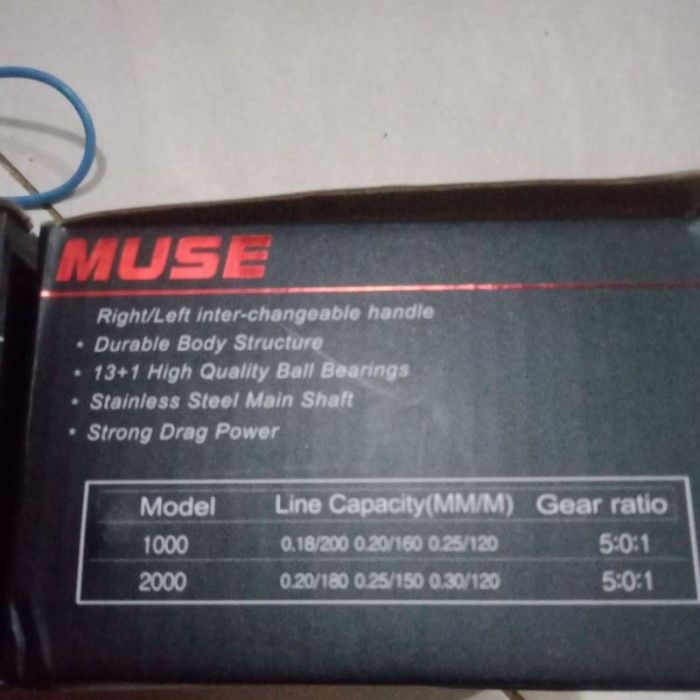 MUSE
Right/Left inter-changeable handle
• Durable Body Structure
• 13+1 High Quality Ball Bearings
• Stainless Steel Main Shaft
• Strong Drag Power
Model Line Capacity(MM/M) Gear ratio
1000 0.18/200 0.20/160 0.25/120 5:0:1
2000 0.20/180 0.25/150 0.30/120 5:0:1